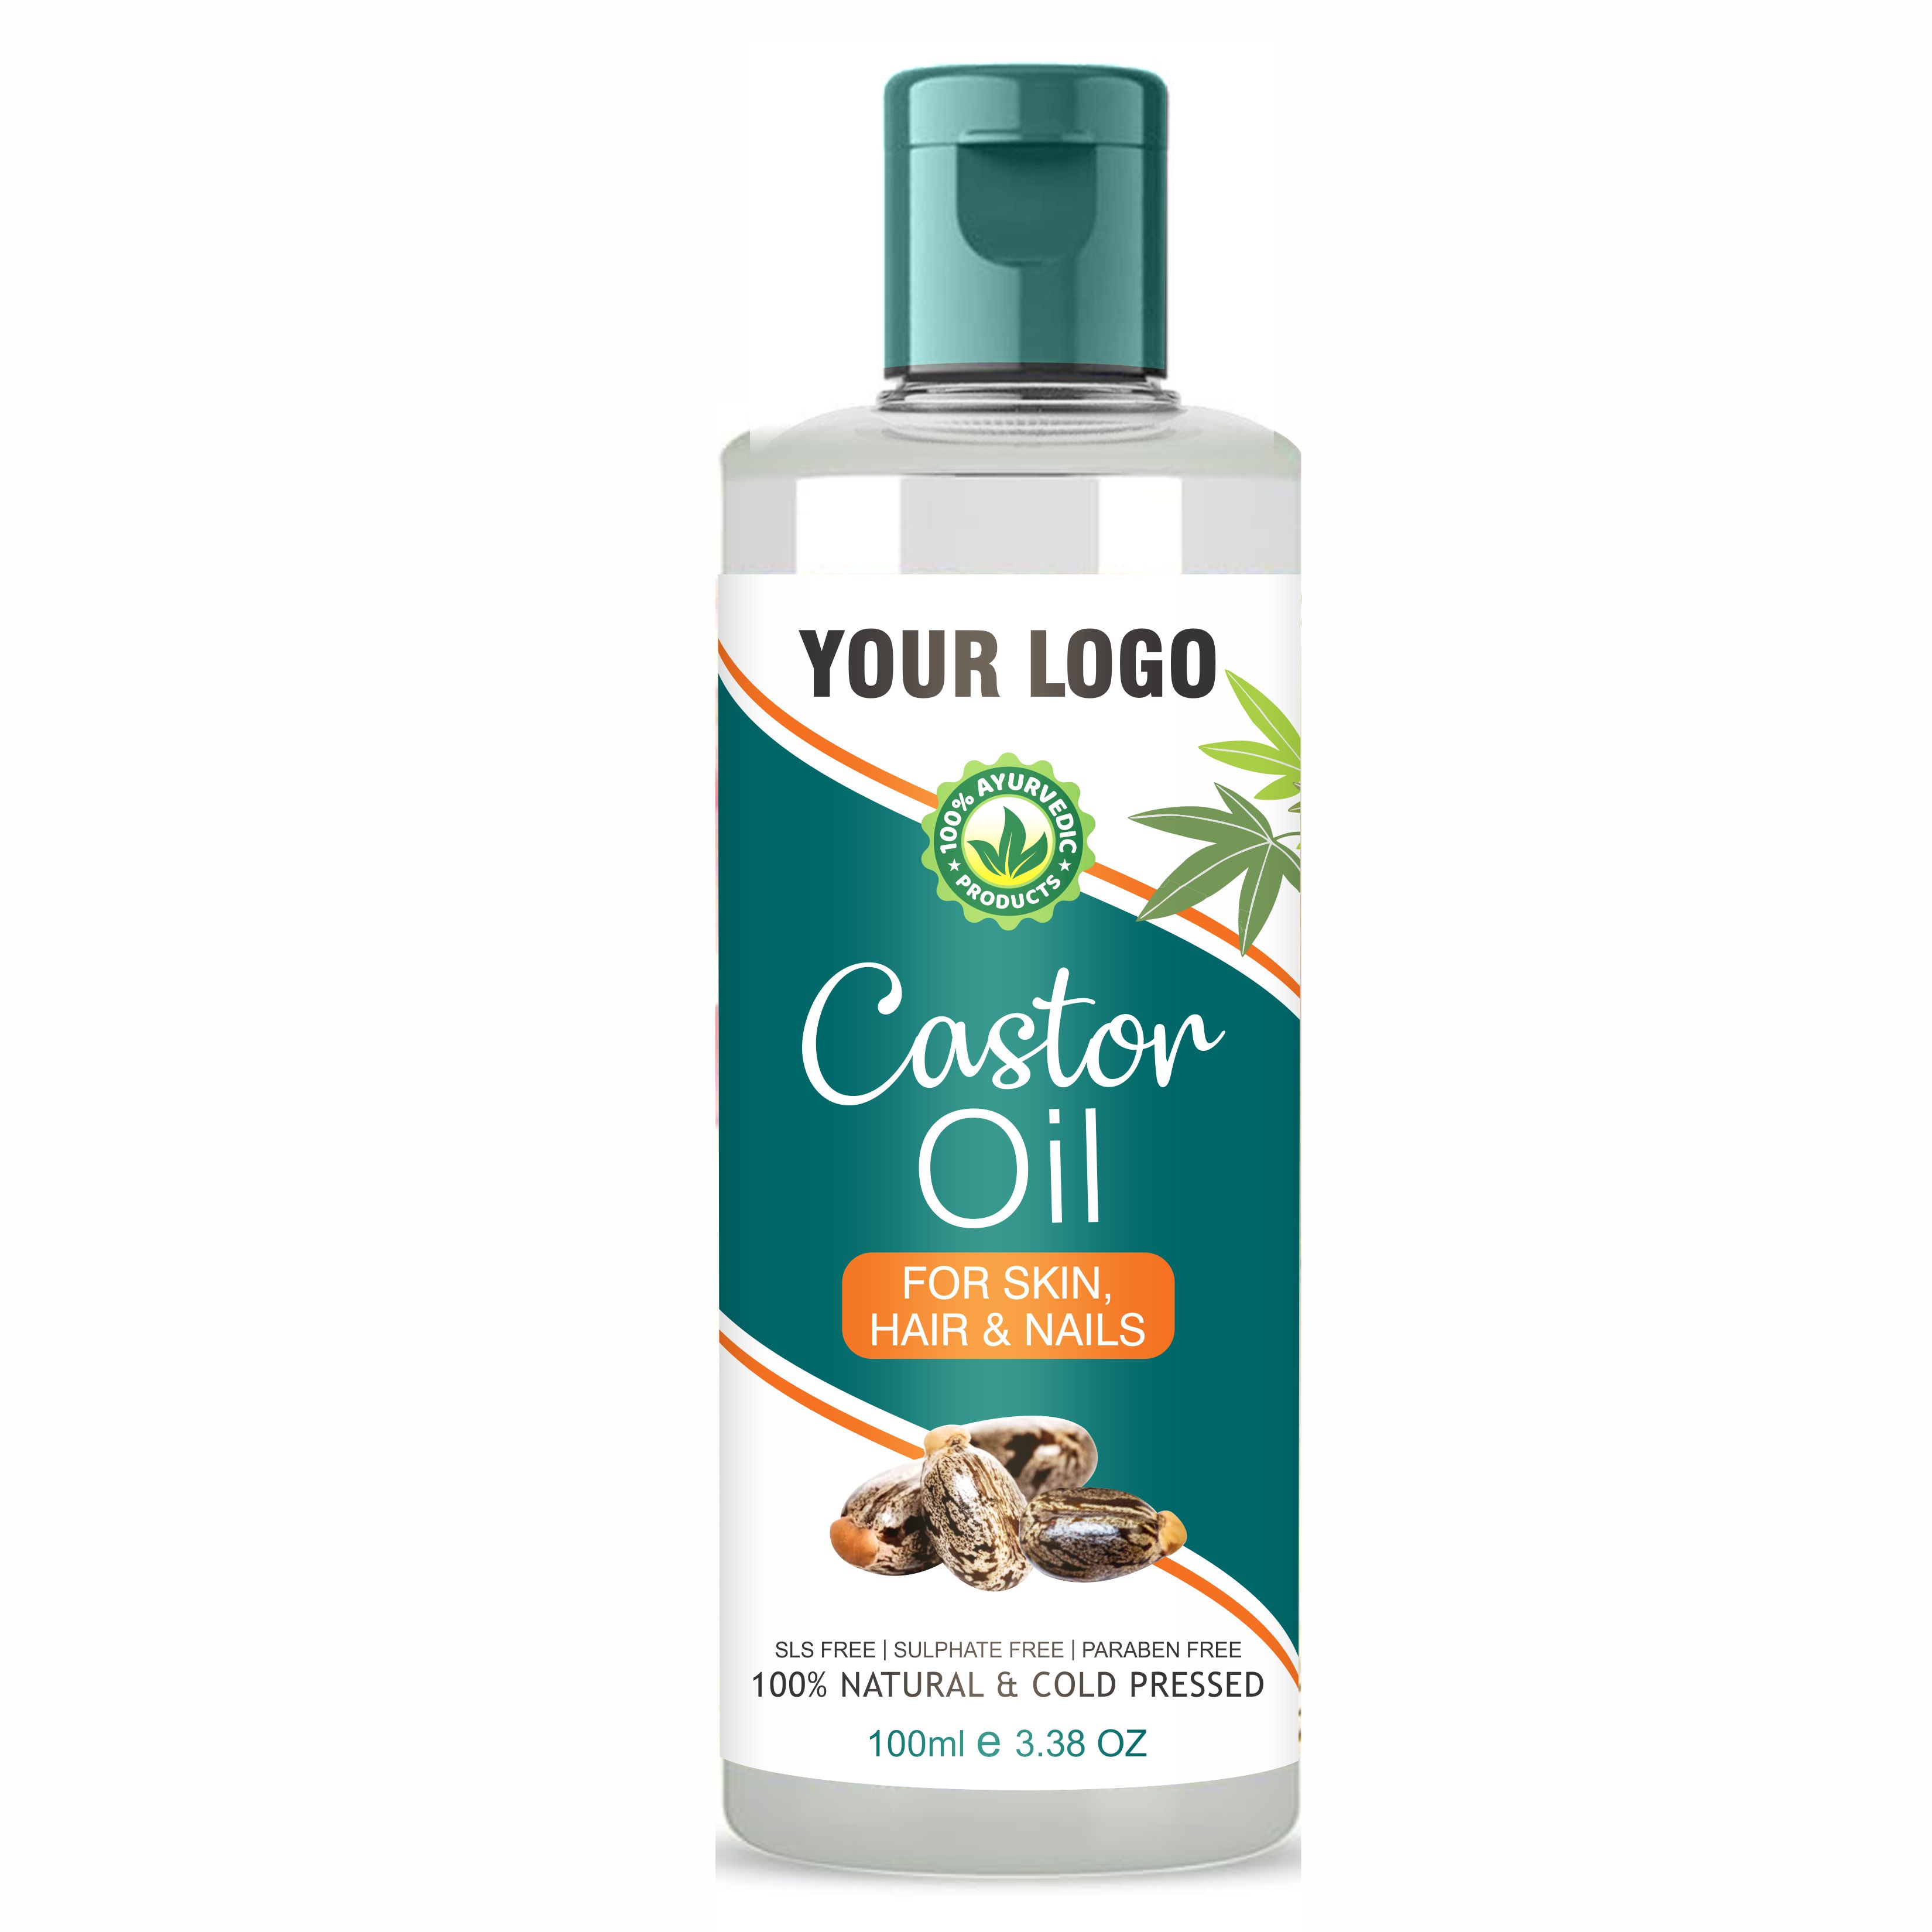 YOUR LOGO
100% AYURVEDIC
PRODUCTS
Castor
Oil
FOR SKIN,
HAIR & NAILS
SLS FREE | SULPHATE FREE | PARABEN FREE
100% NATURAL & COLD PRESSED
100ml e 3.38 OZ